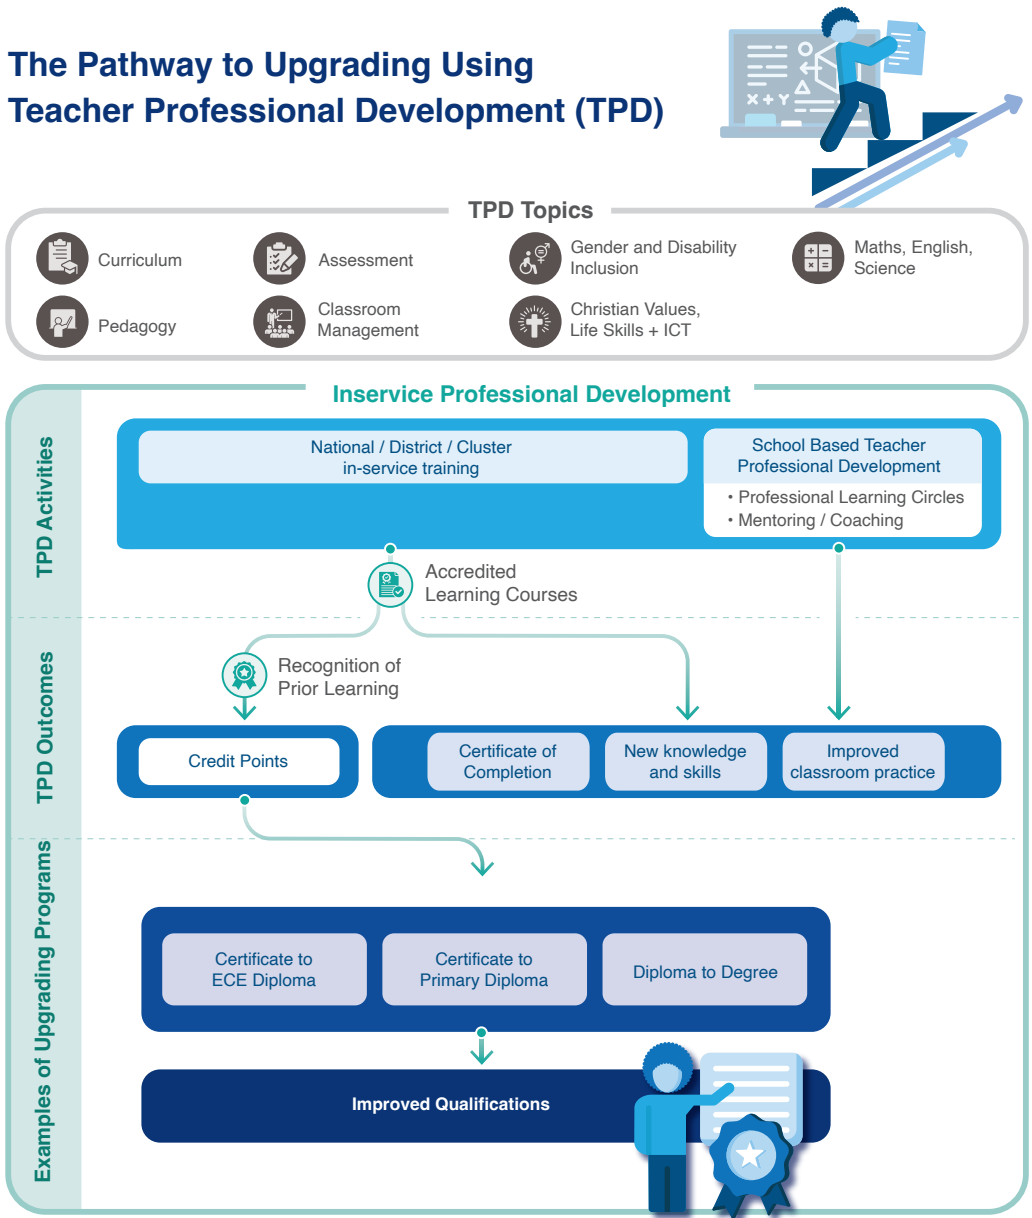 The Pathway to Upgrading Using
Teacher Professional Development (TPD)
X + Y
TPD Topics
Curriculum
Assessment
Gender and Disability
Inclusion
Maths, English,
Science
Pedagogy
Classroom
Management
Christian Values,
Life Skills + ICT
Inservice Professional Development
TPD Activities
National / District / Cluster
in-service training
School Based Teacher
Professional Development
• Professional Learning Circles
• Mentoring / Coaching
Accredited
Learning Courses
TPD Outcomes
Recognition of
Prior Learning
Credit Points
Certificate of
Completion
New knowledge
and skills
Improved
classroom practice
Examples of Upgrading Programs
Certificate to
ECE Diploma
Certificate to
Primary Diploma
Diploma to Degree
Improved Qualifications